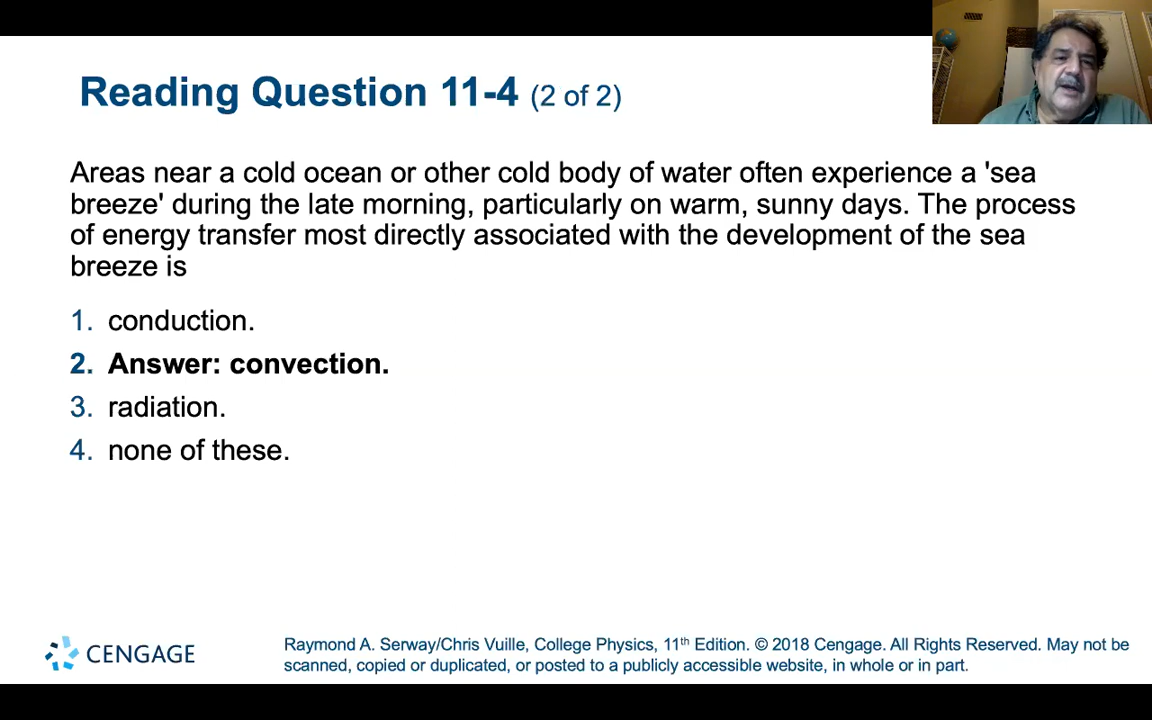 Reading Question 11-4 (2 of 2)
Areas near a cold ocean or other cold body of water often experience a 'sea
breeze' during the late morning, particularly on warm, sunny days. The process
of energy transfer most directly associated with the development of the sea
breeze is
1. conduction.
2. Answer: convection.
3. radiation.
4. none of these.
CENGAGE
Raymond A. Serway/Chris Vuille, College Physics, 11th Edition. © 2018 Cengage. All Rights Reserved. May not be
scanned, copied or duplicated, or posted to a publicly accessible website, in whole or in part.